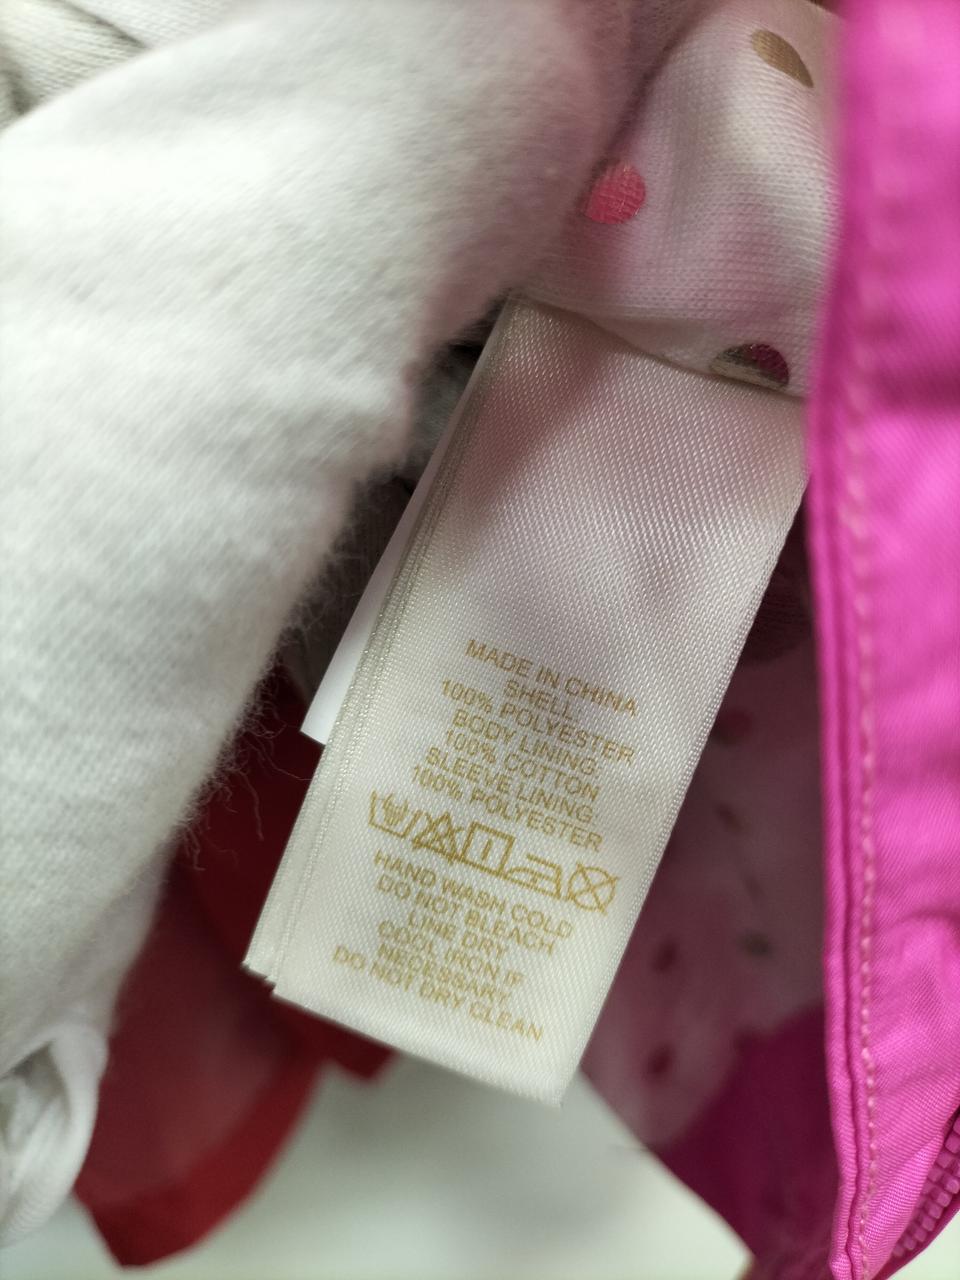 MADE IN CHINA
SHELL
100% POLYESTER
BODY LINING
100% COTTON
SLEEVE LINING
100% POLYESTER
HAND WASH COLD
DO NOT BLEACH
LINE DRY
COOL IRON IF
NECESSARY
DO NOT DRY CLEAN